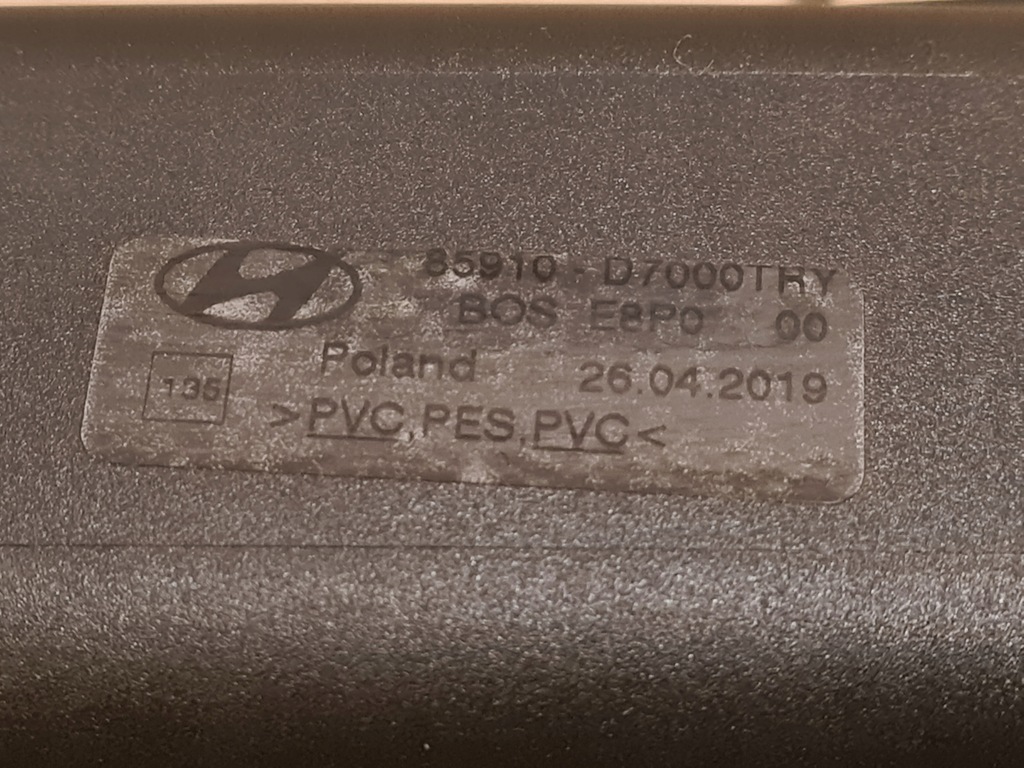 85910 - D7000TRY
BOS E8P0 00
Poland 26.04.2019
135
>PVC,PES,PVC<